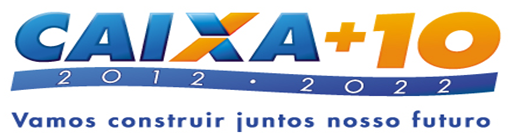 CAIXA+10
2012 • 2022
Vamos construir juntos nosso futuro